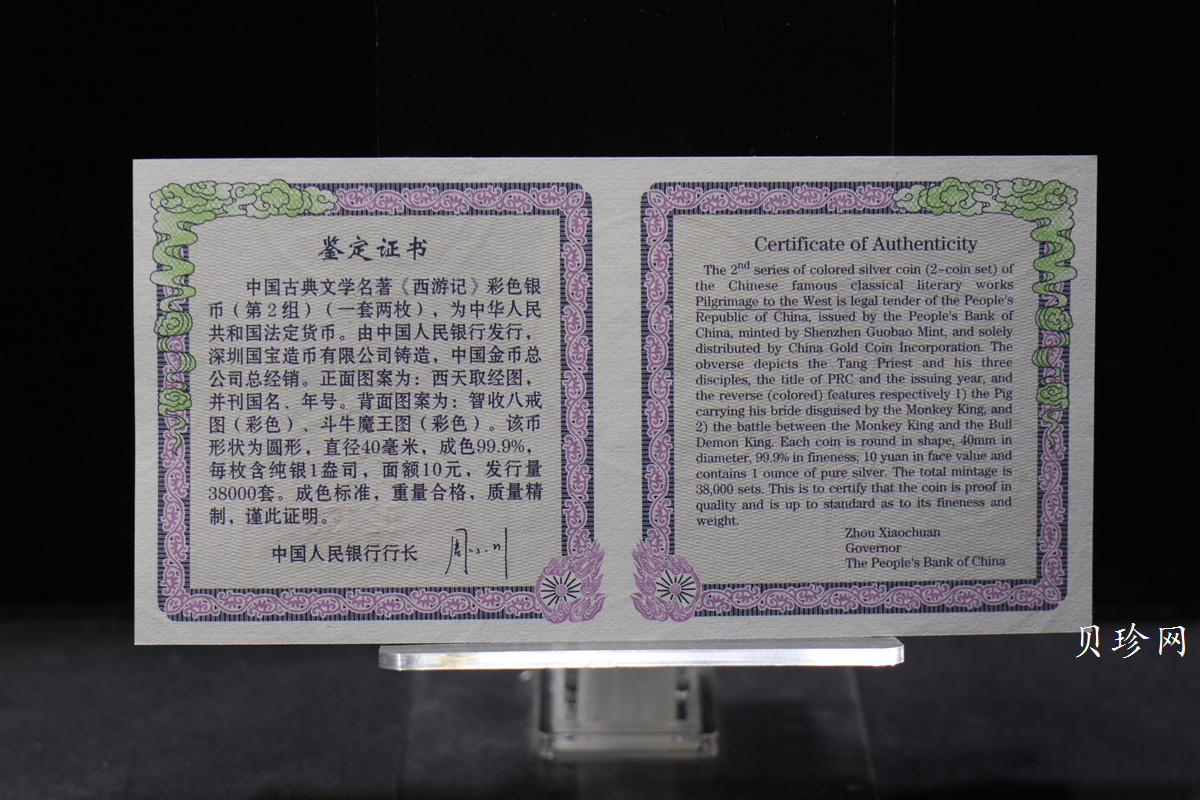 鉴定证书
中国古典文学名著《西游记》彩色银
币（第2组）（一套两枚），为中华人民
共和国法定货币。由中国人民银行发行，
深圳国宝造币有限公司铸造，中国金币总
公司总经销。正面图案为：西天取经图，
并刊国名、年号。背面图案为：智收八戒
图（彩色）、斗牛魔王图（彩色）。该币
形状为圆形，直径40毫米，成色99.9%，
每枚含纯银1盎司，面额10元，发行量
38000套。成色标准，重量合格，质量精
制，谨此证明。
中国人民银行行长 周小川
Certificate of Authenticity
The 2nd series of colored silver coin (2-coin set) of
the Chinese famous classical literary works
Pilgrimage to the West is legal tender of the People's
Republic of China, issued by the People's Bank of
China, minted by Shenzhen Guobao Mint, and solely
distributed by China Gold Coin Incorporation. The
obverse depicts the Tang Priest and his three
disciples, the title of PRC and the issuing year, and
the reverse (colored) features respectively 1) the Pig
carrying his bride disguised by the Monkey King, and
2) the battle between the Monkey King and the Bull
Demon King. Each coin is round in shape, 40mm in
diameter, 99.9% in fineness, 10 yuan in face value and
contains 1 ounce of pure silver. The total mintage is
38,000 sets. This is to certify that the coin is proof in
quality and is up to standard as to its fineness and
weight.
Zhou Xiaochuan
Governor
The People's Bank of China
贝珍网